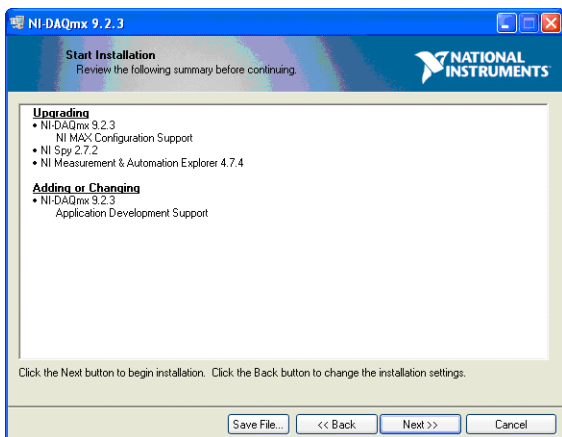 NI-DAQmx 9.2.3
Start Installation
Review the following summary before continuing.
NATIONAL
INSTRUMENTS
Upgrading
• NI-DAQmx 9.2.3
NI MAX Configuration Support
• NI Spy 2.7.2
• NI Measurement & Automation Explorer 4.7.4
Adding or Changing
• NI-DAQmx 9.2.3
Application Development Support
Click the Next button to begin installation. Click the Back button to change the installation settings.
Save File... << Back Next >> Cancel